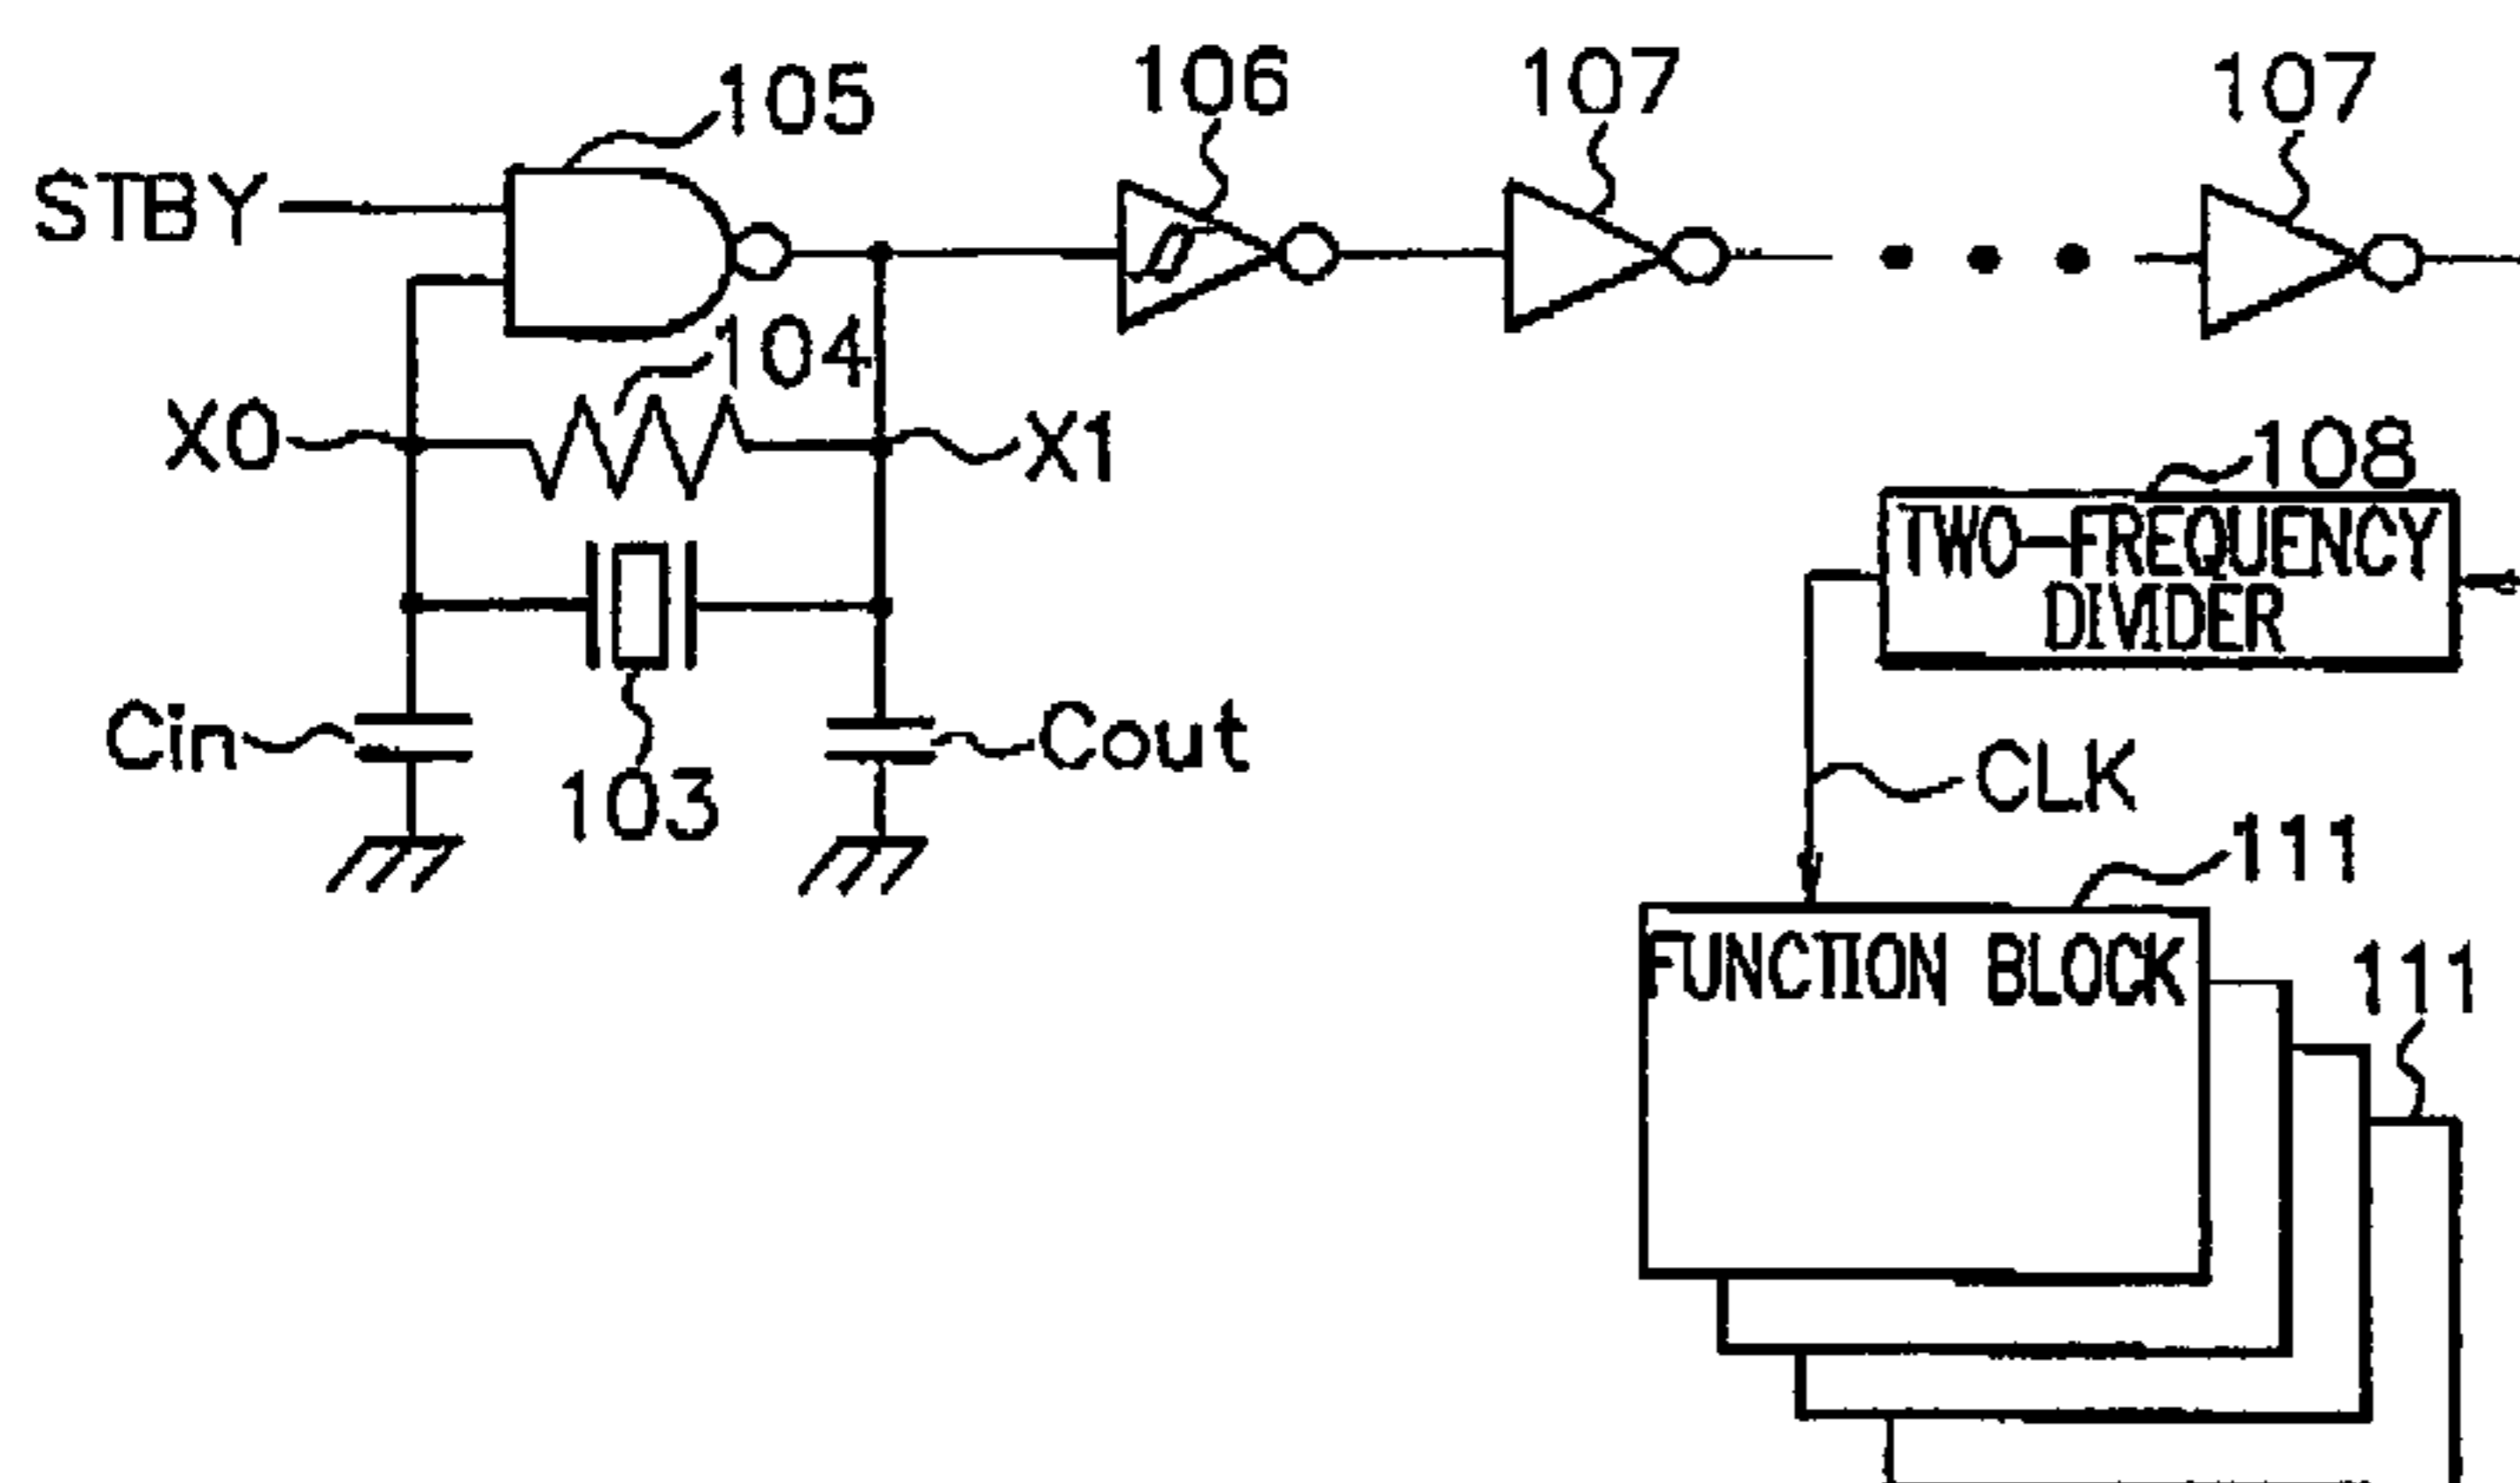 105
106
107
107
STBY
104
X0
X1
108
TWO-FREQUENCY
DIVIDER
Cin
Cout
103
CLK
111
FUNCTION BLOCK
111